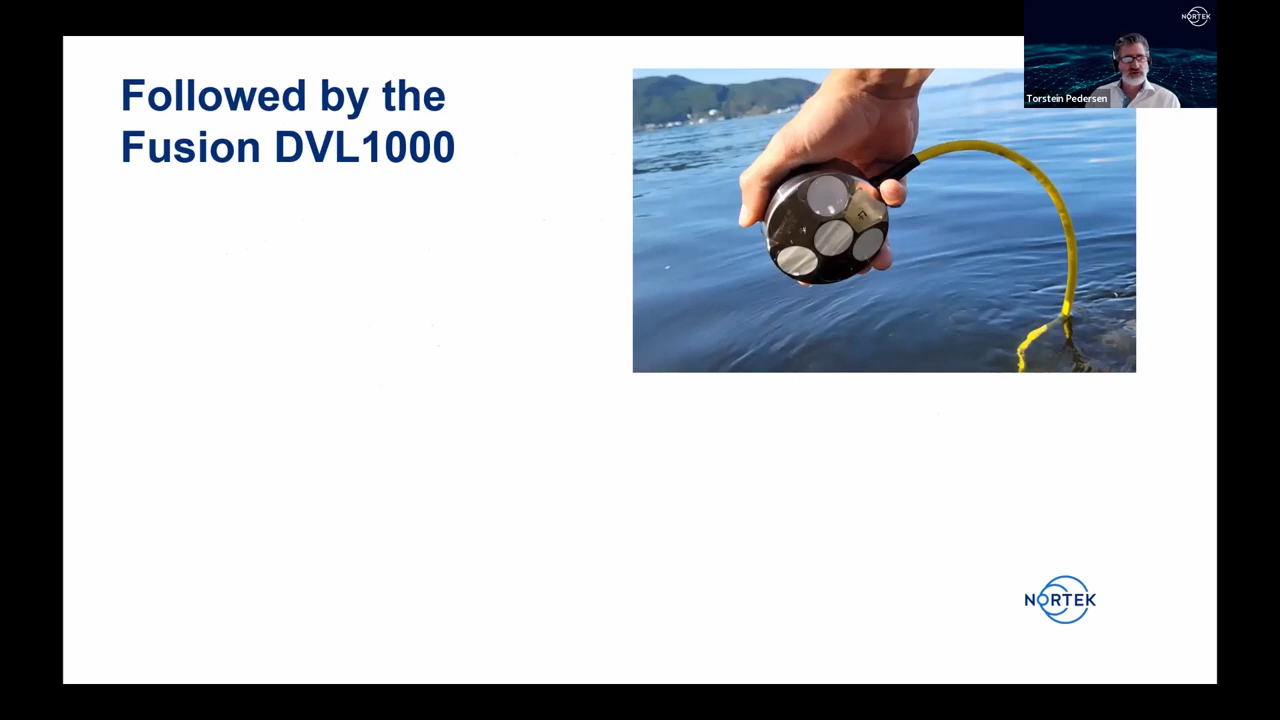 Followed by the
Fusion DVL1000
NORTEK
Torstein Pedersen
NORTEK